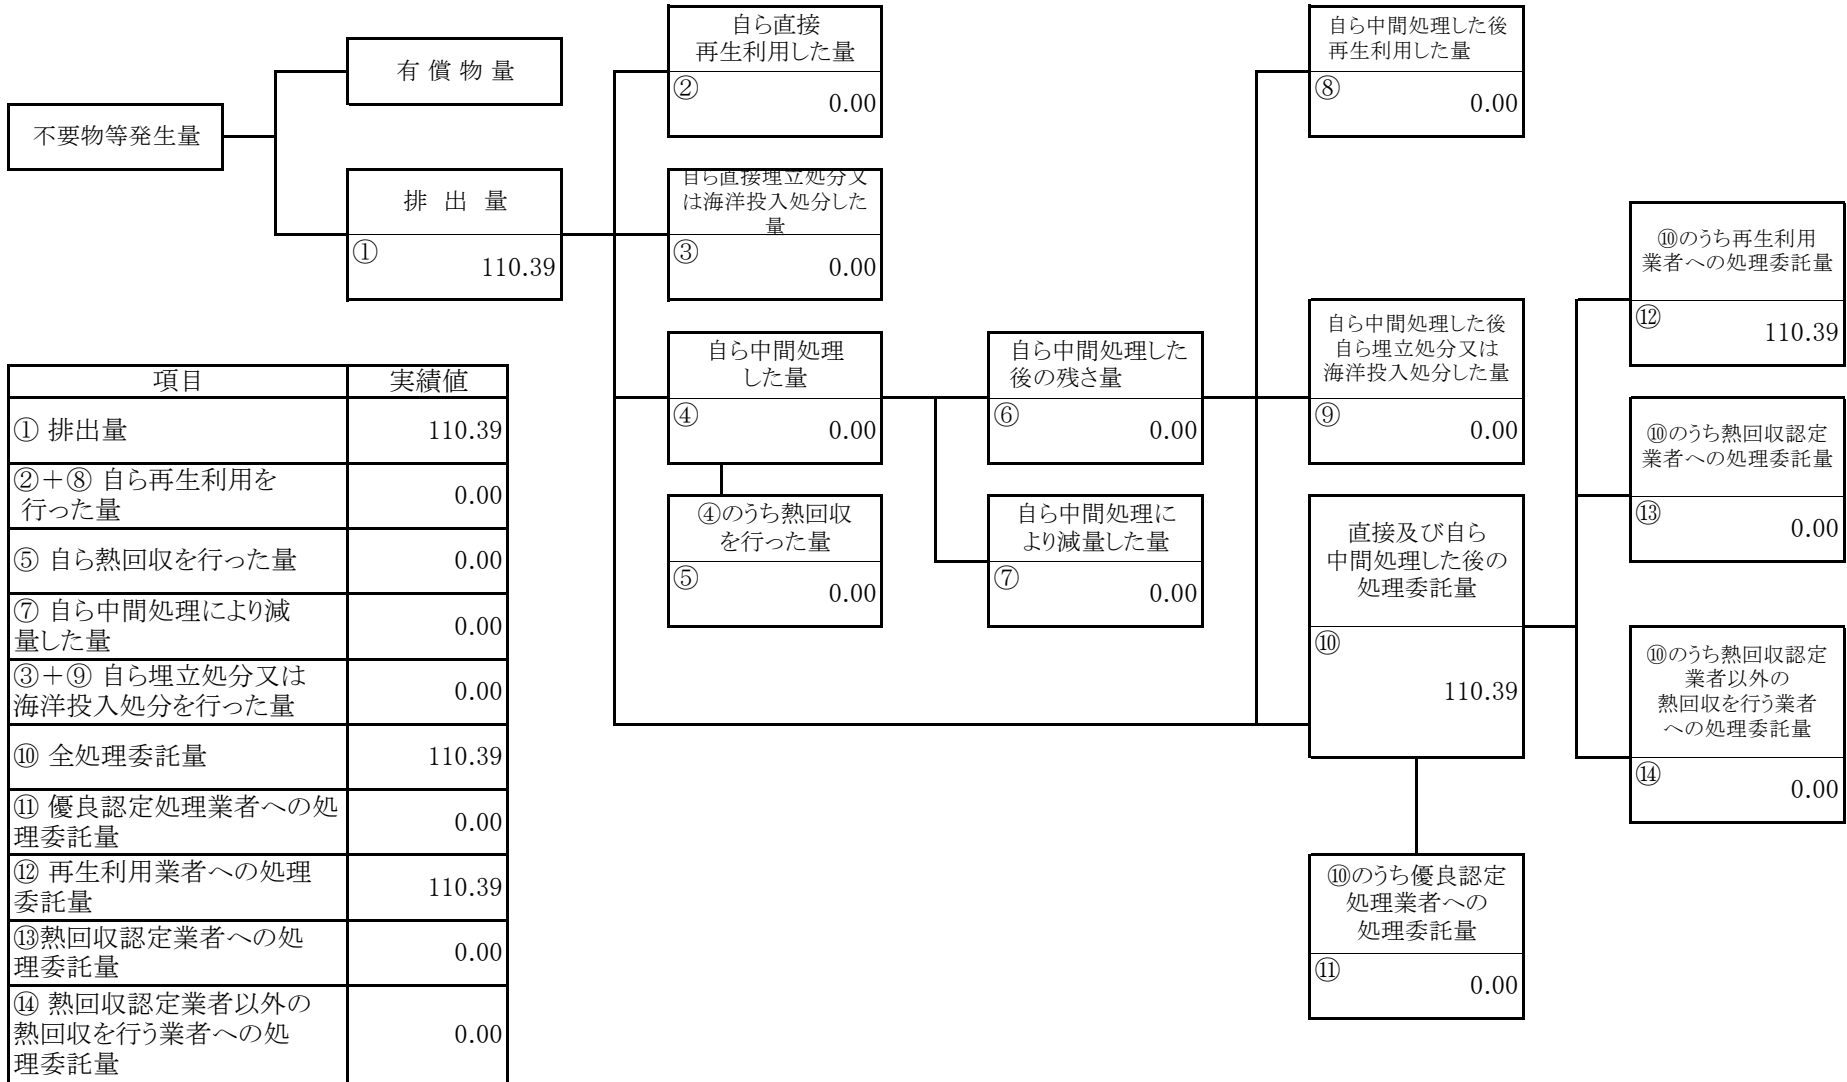 不要物等発生量
有 償 物 量
排 出 量
①
110.39
自ら直接
再生利用した量
②
0.00
自ら直接埋立処分又
は海洋投入処分した
量
③
0.00
自ら中間処理
した量
④
0.00
④のうち熱回収
を行った量
⑤
0.00
自ら中間処理した
後の残さ量
⑥
0.00
自ら中間処理に
より減量した量
⑦
0.00
自ら中間処理した後
再生利用した量
⑧
0.00
自ら中間処理した後
自ら埋立処分又は
海洋投入処分した量
⑨
0.00
直接及び自ら
中間処理した後の
処理委託量
⑩
110.39
⑩のうち優良認定
処理業者への
処理委託量
⑪
0.00
⑩のうち再生利用
業者への処理委託量
⑫
110.39
⑩のうち熱回収認定
業者への処理委託量
⑬
0.00
⑩のうち熱回収認定
業者以外の
熱回収を行う業者
への処理委託量
⑭
0.00
項目 実績値
① 排出量 110.39
②＋⑧ 自ら再生利用を
行った量 0.00
⑤ 自ら熱回収を行った量 0.00
⑦ 自ら中間処理により減
量した量 0.00
③＋⑨ 自ら埋立処分又は
海洋投入処分を行った量 0.00
⑩ 全処理委託量 110.39
⑪ 優良認定処理業者への処
理委託量 0.00
⑫ 再生利用業者への処理
委託量 110.39
⑬熱回収認定業者への処
理委託量 0.00
⑭ 熱回収認定業者以外の
熱回収を行う業者への処
理委託量 0.00